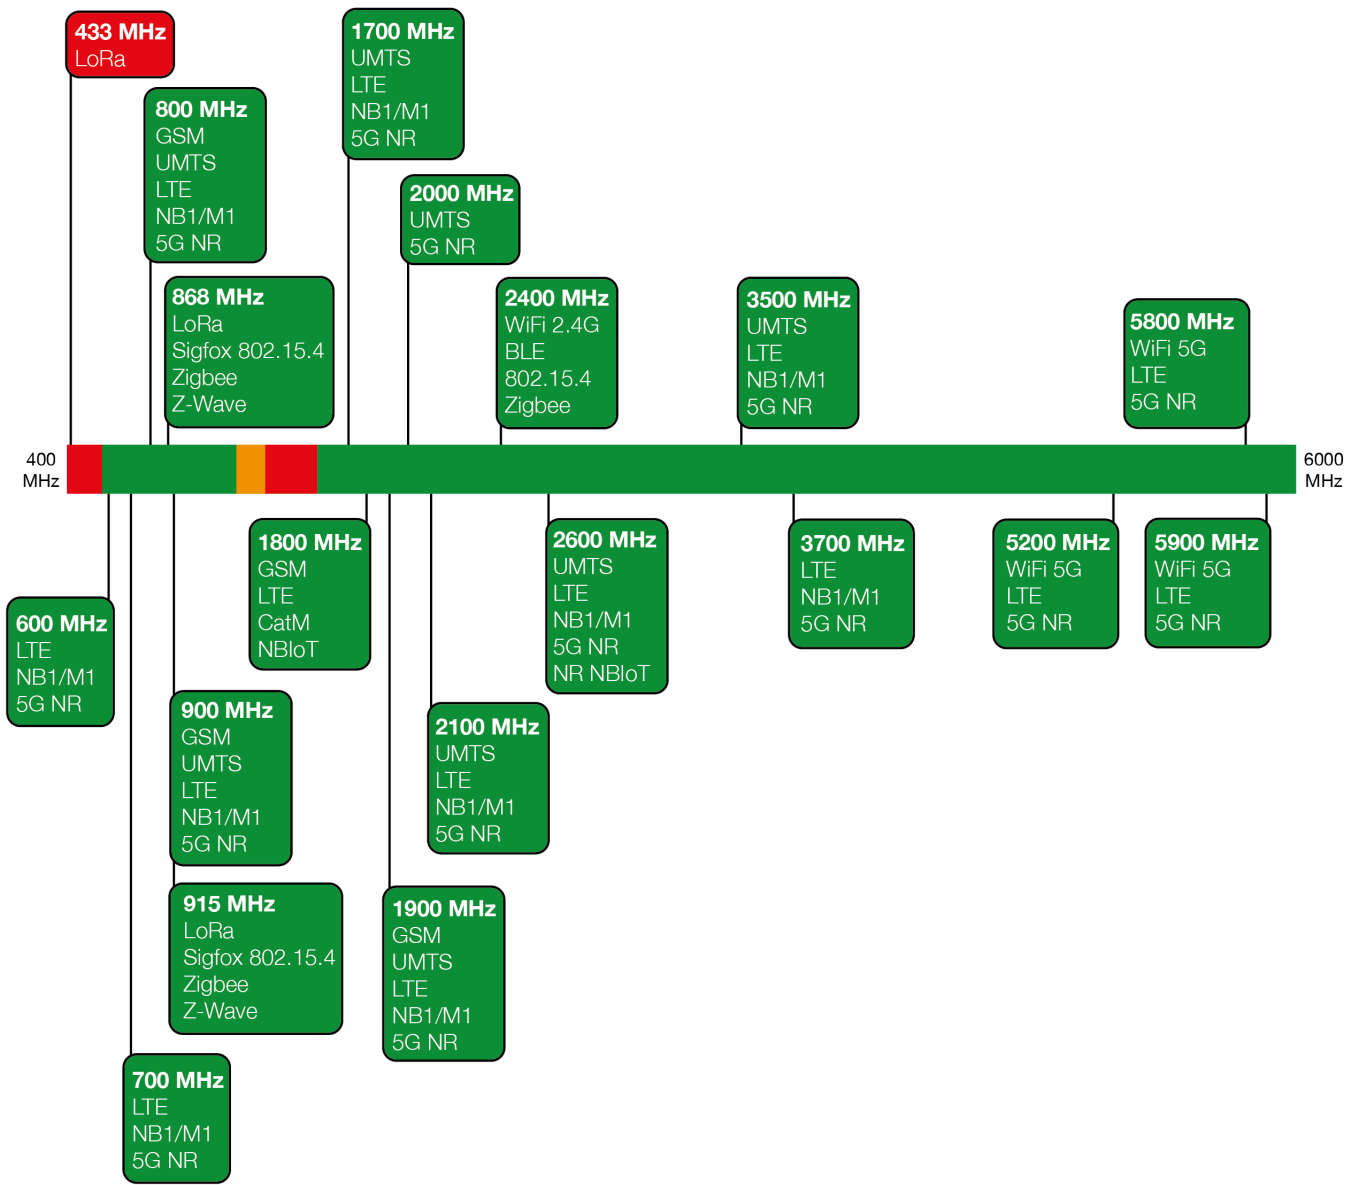 433 MHz
LoRa
1700 MHz
UMTS
LTE
NB1/M1
5G NR
800 MHz
GSM
UMTS
LTE
NB1/M1
5G NR
2000 MHz
UMTS
5G NR
868 MHz
LoRa
Sigfox 802.15.4
Zigbee
Z-Wave
2400 MHz
WiFi 2.4G
BLE
802.15.4
Zigbee
3500 MHz
UMTS
LTE
NB1/M1
5G NR
5800 MHz
WiFi 5G
LTE
5G NR
400
MHz
6000
MHz
600 MHz
LTE
NB1/M1
5G NR
1800 MHz
GSM
LTE
CatM
NBIoT
2600 MHz
UMTS
LTE
NB1/M1
5G NR
NR NBIoT
3700 MHz
LTE
NB1/M1
5G NR
5200 MHz
WiFi 5G
LTE
5G NR
5900 MHz
WiFi 5G
LTE
5G NR
900 MHz
GSM
UMTS
LTE
NB1/M1
5G NR
2100 MHz
UMTS
LTE
NB1/M1
5G NR
915 MHz
LoRa
Sigfox 802.15.4
Zigbee
Z-Wave
1900 MHz
GSM
UMTS
LTE
NB1/M1
5G NR
700 MHz
LTE
NB1/M1
5G NR